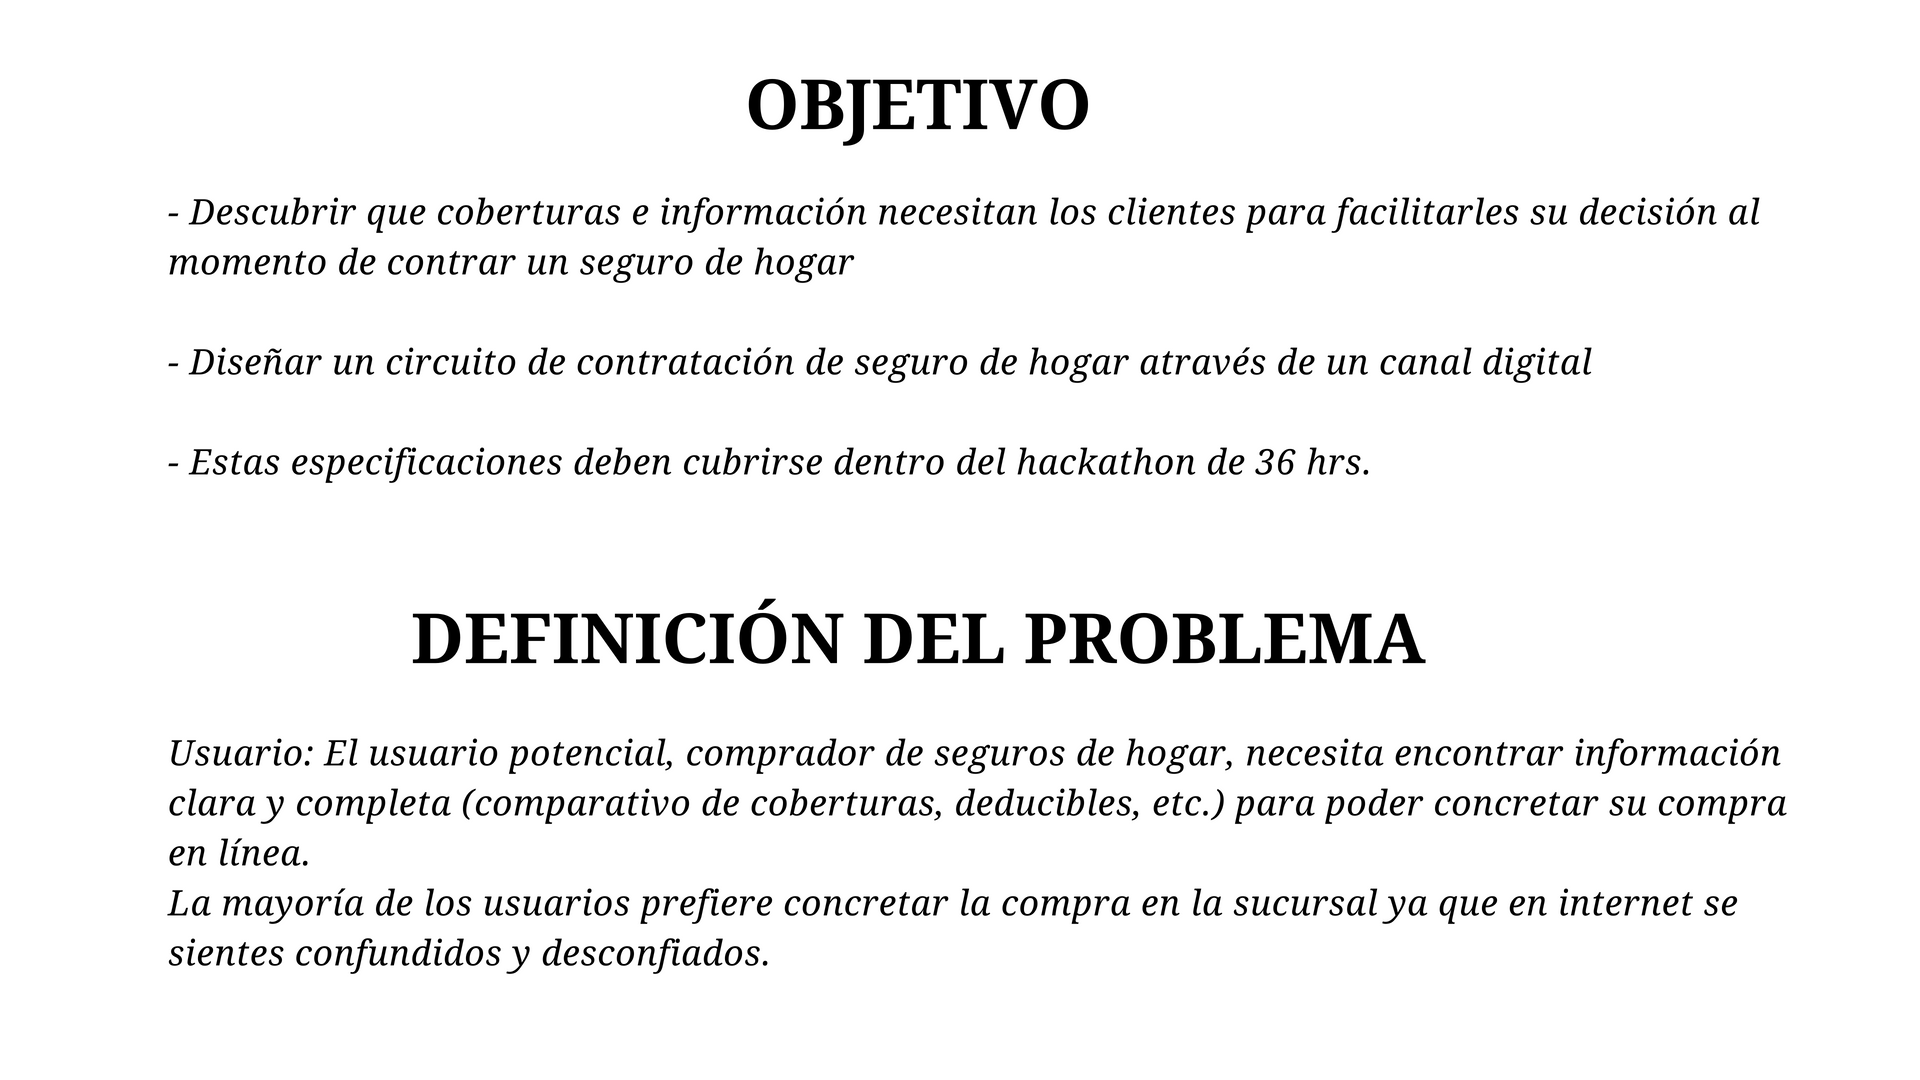 OBJETIVO
- Descubrir que coberturas e información necesitan los clientes para facilitarles su decisión al
momento de contrar un seguro de hogar
- Diseñar un circuito de contratación de seguro de hogar através de un canal digital
- Estas especificaciones deben cubrirse dentro del hackathon de 36 hrs.
DEFINICIÓN DEL PROBLEMA
Usuario: El usuario potencial, comprador de seguros de hogar, necesita encontrar información
clara y completa (comparativo de coberturas, deducibles, etc.) para poder concretar su compra
en línea.
La mayoría de los usuarios prefiere concretar la compra en la sucursal ya que en internet se
sientes confundidos y desconfiados.